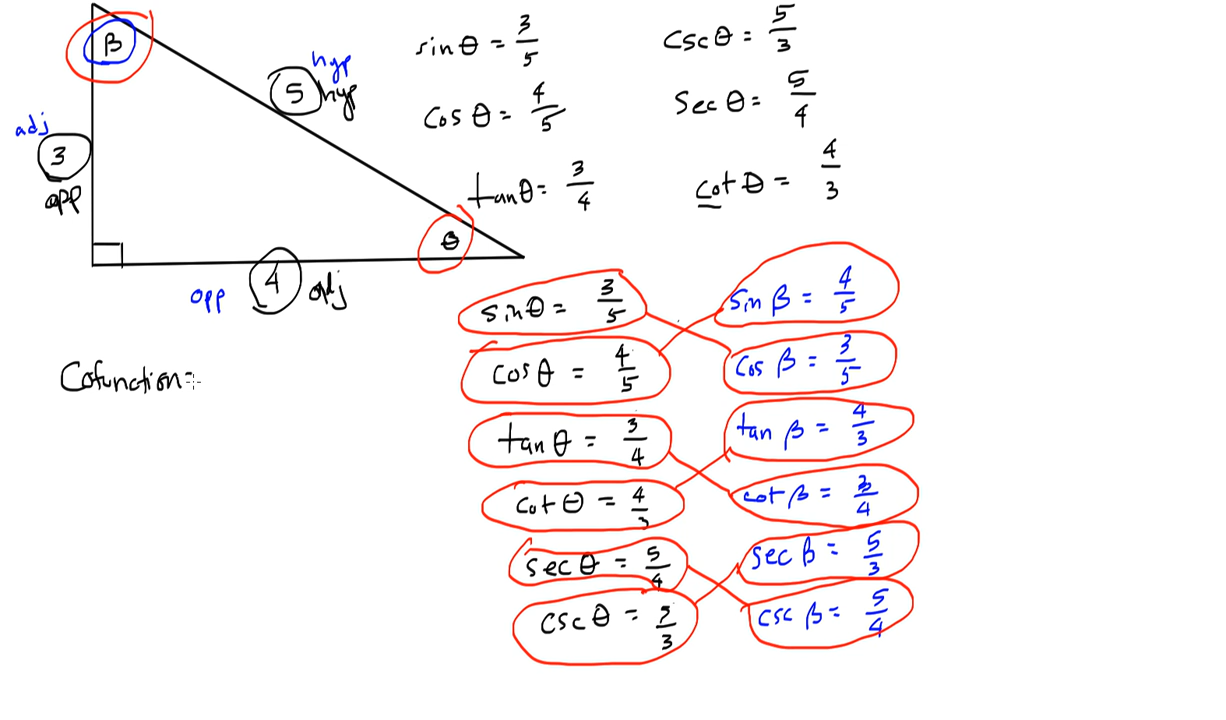 β
hyp
5 hyp
adj
3
opp
θ
opp 4 adj
sin θ = 3/5
csc θ = 5/3
cos θ = 4/5
sec θ = 5/4
tan θ = 3/4
cot θ = 4/3
sin θ = 3/5
sin β = 4/5
cos θ = 4/5
cos β = 3/5
tan θ = 3/4
tan β = 4/3
cot θ = 4/3
cot β = 3/4
sec θ = 5/4
sec β = 5/3
csc θ = 5/3
csc β = 5/4
Cofunction =